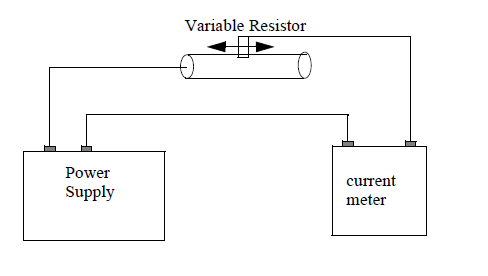 Variable Resistor
Power
Supply
current
meter